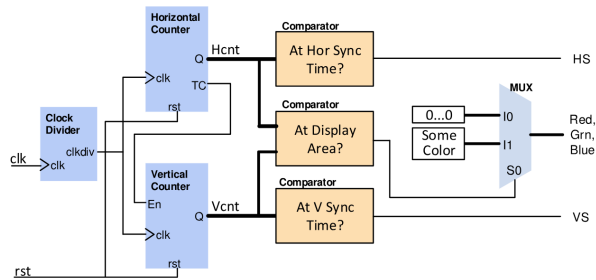 Horizontal
Counter
Q
Hcnt
clk
TC
rst
Comparator
At Hor Sync
Time?
HS
Clock
Divider
clkdiv
clk
clk
Comparator
At Display
Area?
MUX
0...0
I0
Some
Color
I1
S0
Red,
Grn,
Blue
Vertical
Counter
En
Q
Vcnt
clk
rst
Comparator
At V Sync
Time?
VS
rst